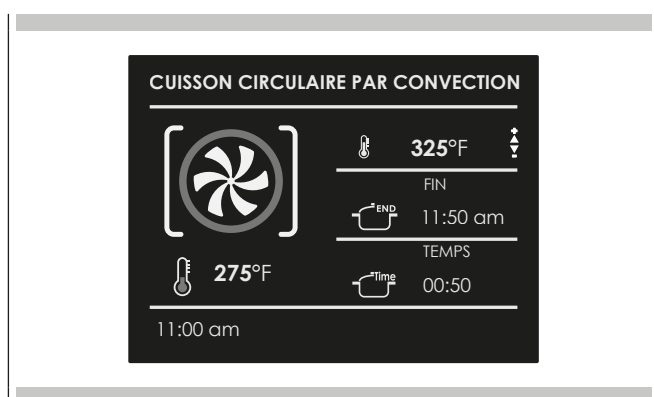 CUISSON CIRCULAIRE PAR CONVECTION
325°F
FIN
END
11:50 am
275°F
TEMPS
Time
00:50
11:00 am